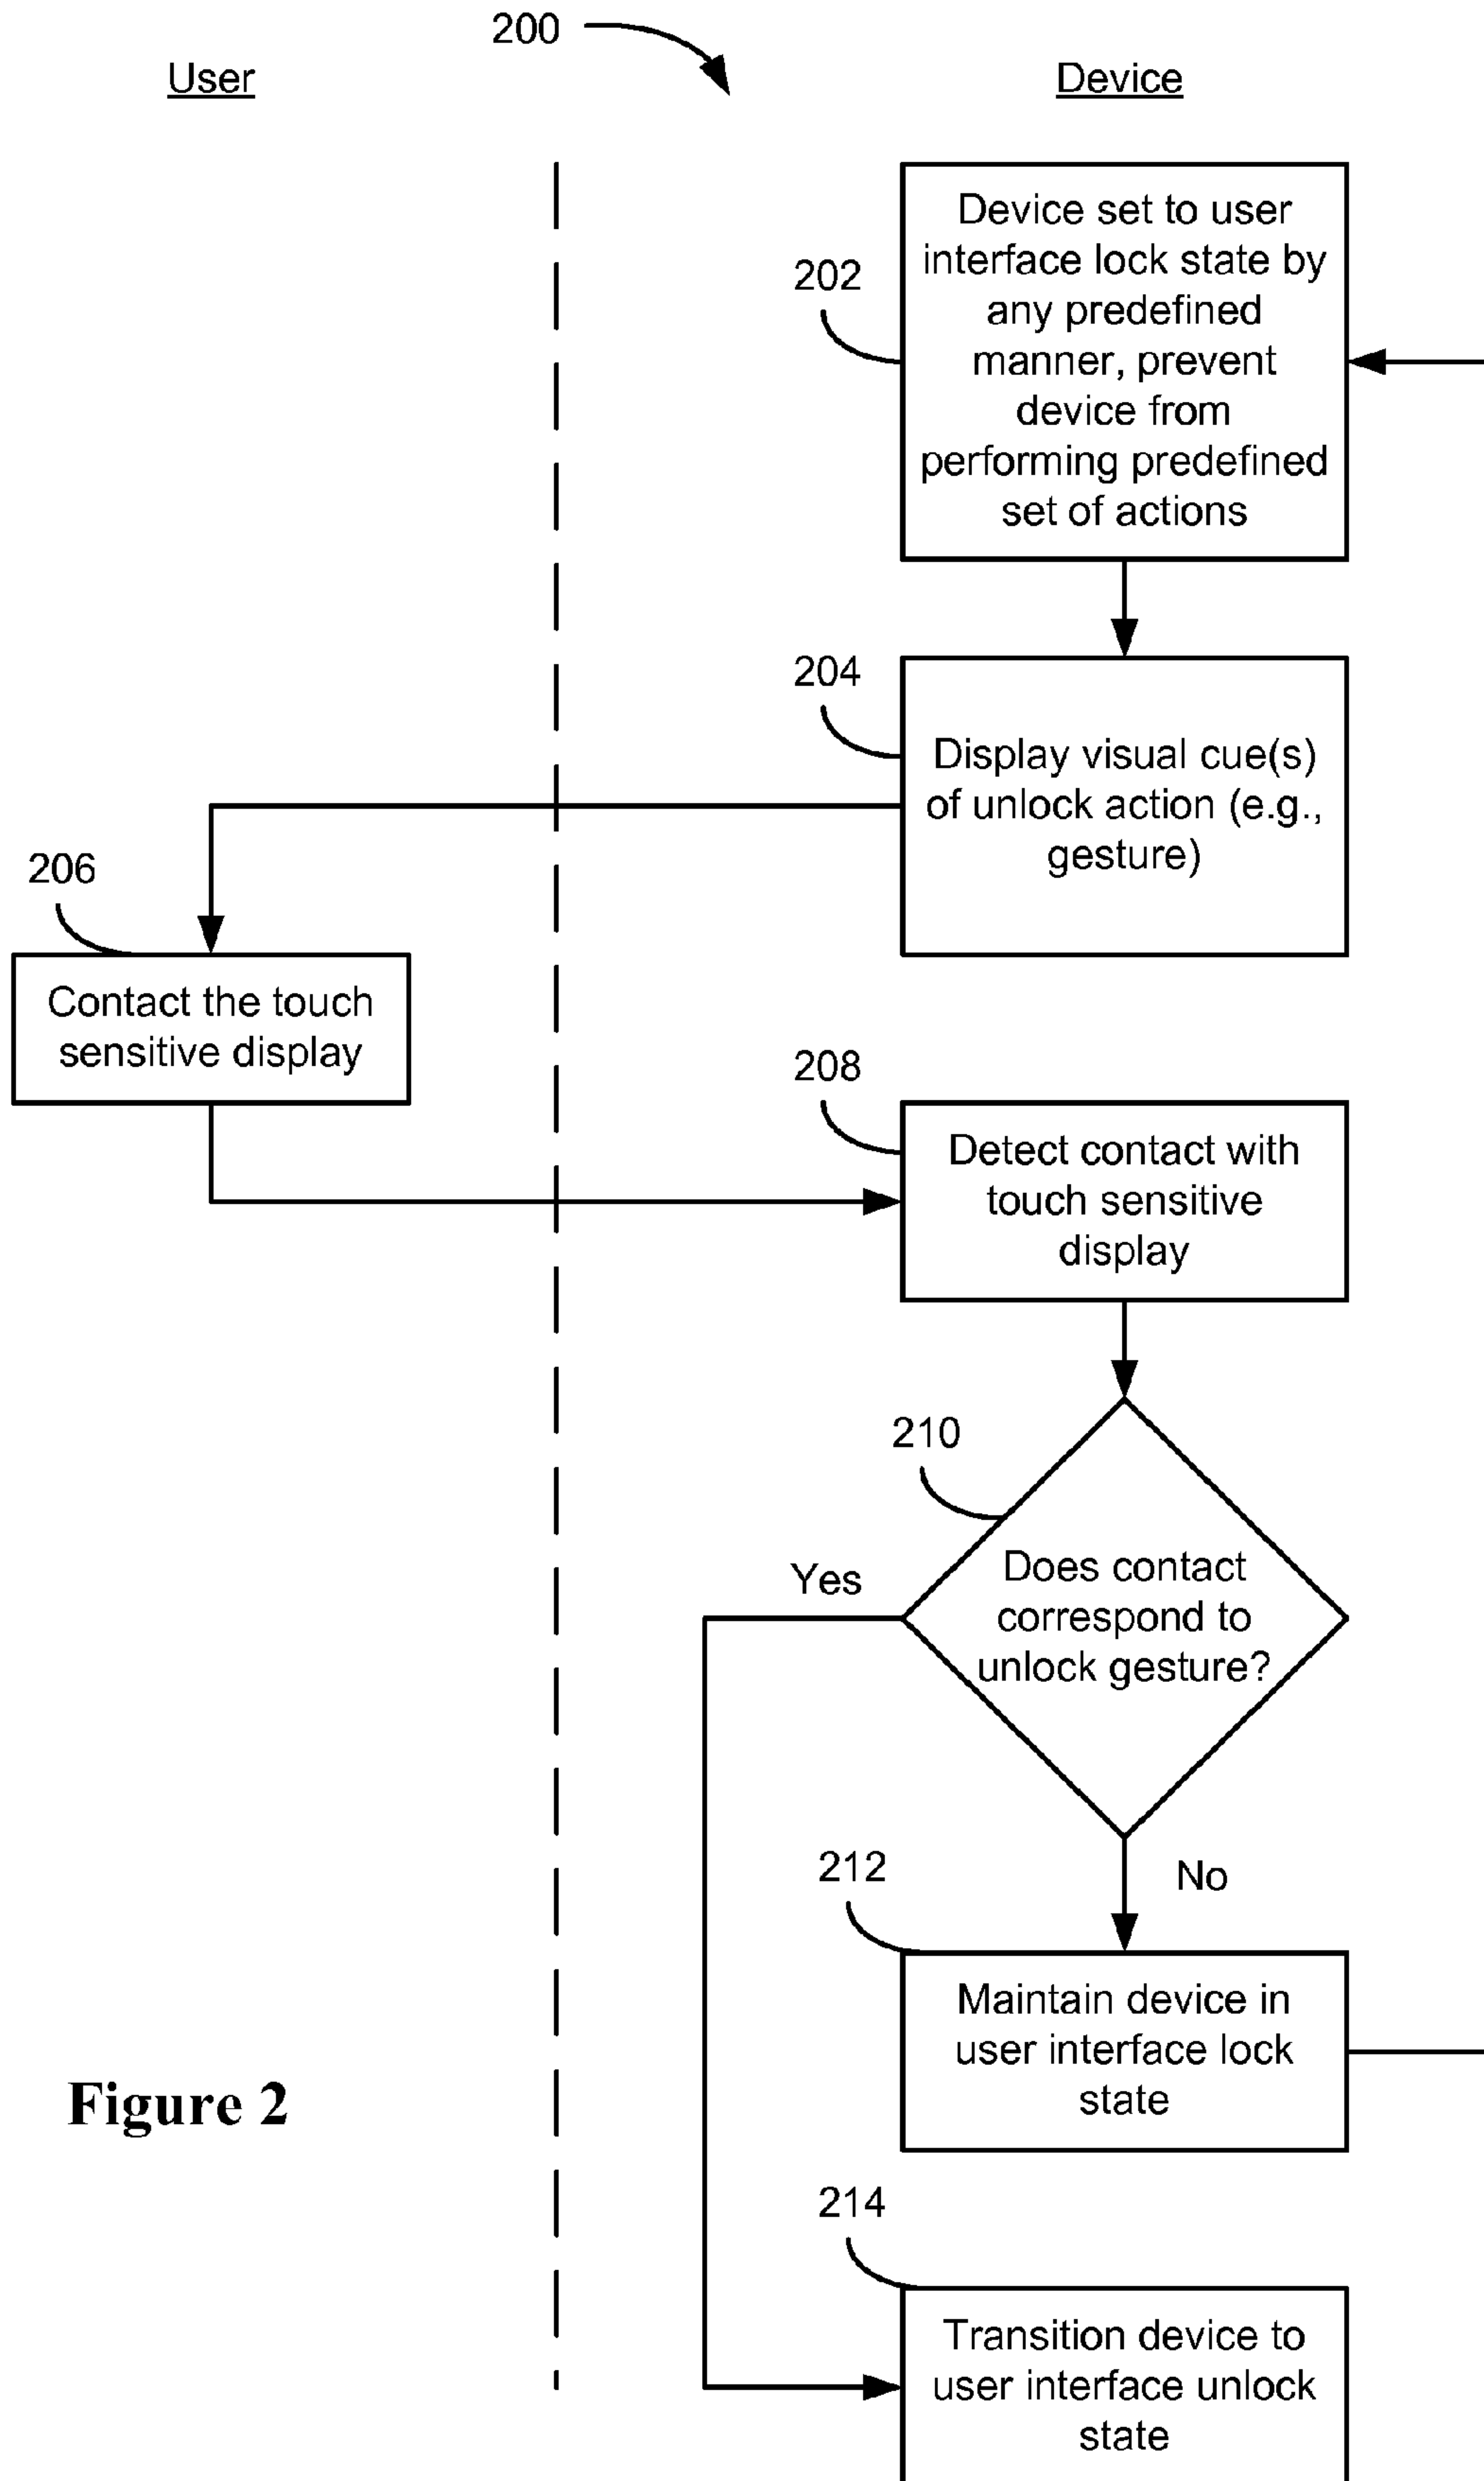 200
User
Device
202
Device set to user
interface lock state by
any predefined
manner, prevent
device from
performing predefined
set of actions
204
Display visual cue(s)
of unlock action (e.g.,
gesture)
206
Contact the touch
sensitive display
208
Detect contact with
touch sensitive
display
210
Does contact
correspond to
unlock gesture?
Yes
No
212
Maintain device in
user interface lock
state
Figure 2
214
Transition device to
user interface unlock
state